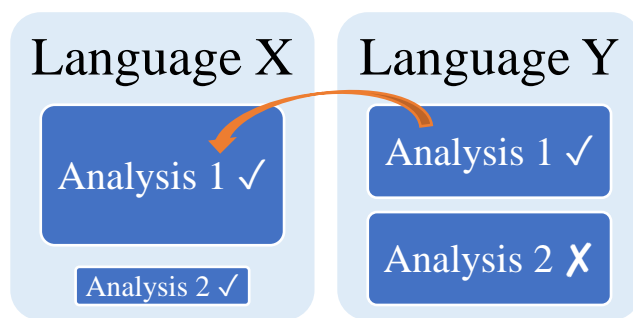 Language X
Analysis 1 ✓
Analysis 2 ✓
Language Y
Analysis 1 ✓
Analysis 2 ✗